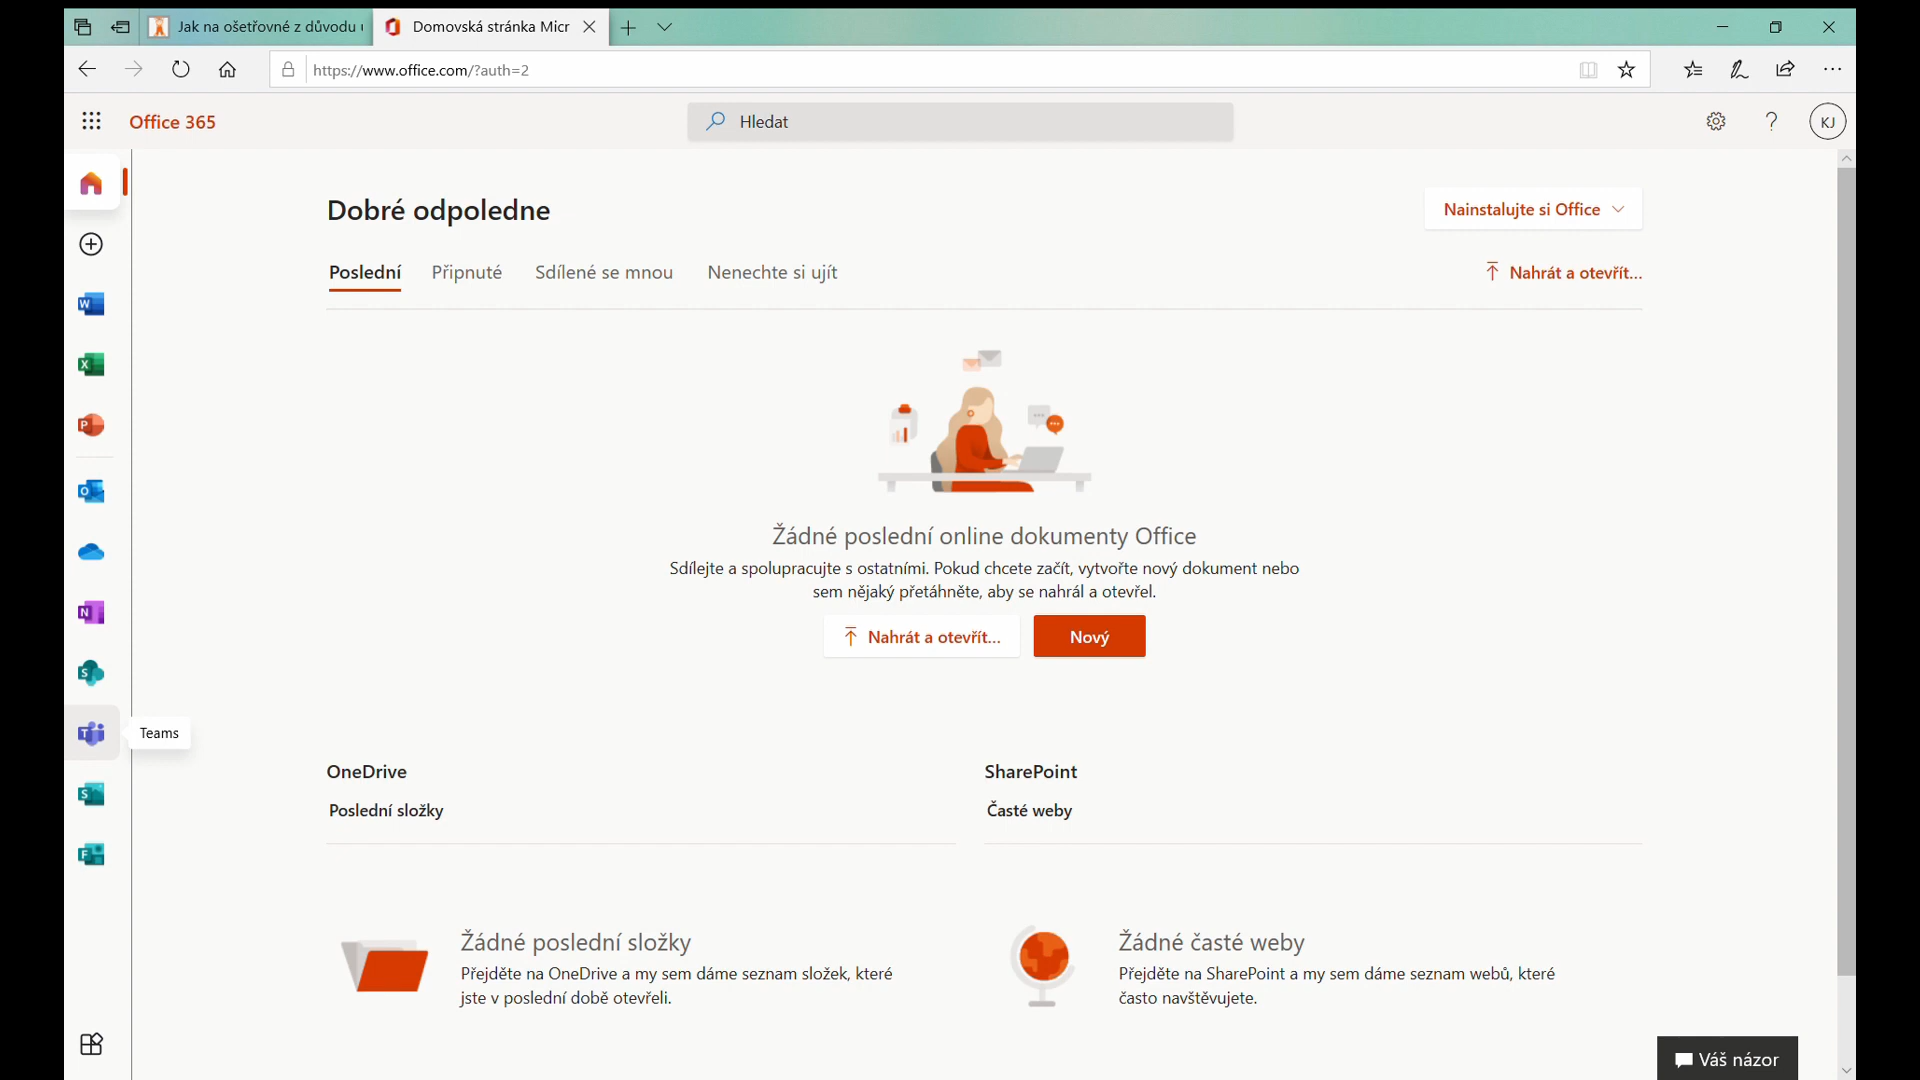 Jak na ošetřovné z důvodu
Domovská stránka Micr
https://www.office.com/?auth=2
Office 365
Hledat
KJ
Dobré odpoledne
Nainstalujte si Office
Poslední
Připnuté
Sdílené se mnou
Nenechte si ujít
Nahrát a otevřít...
Žádné poslední online dokumenty Office
Sdílejte a spolupracujte s ostatními. Pokud chcete začít, vytvořte nový dokument nebo
sem nějaký přetáhněte, aby se nahrál a otevřel.
Nahrát a otevřít...
Nový
Teams
OneDrive
Poslední složky
SharePoint
Časté weby
Žádné poslední složky
Přejděte na OneDrive a my sem dáme seznam složek, které
jste v poslední době otevřeli.
Žádné časté weby
Přejděte na SharePoint a my sem dáme seznam webů, které
často navštěvujete.
Váš názor